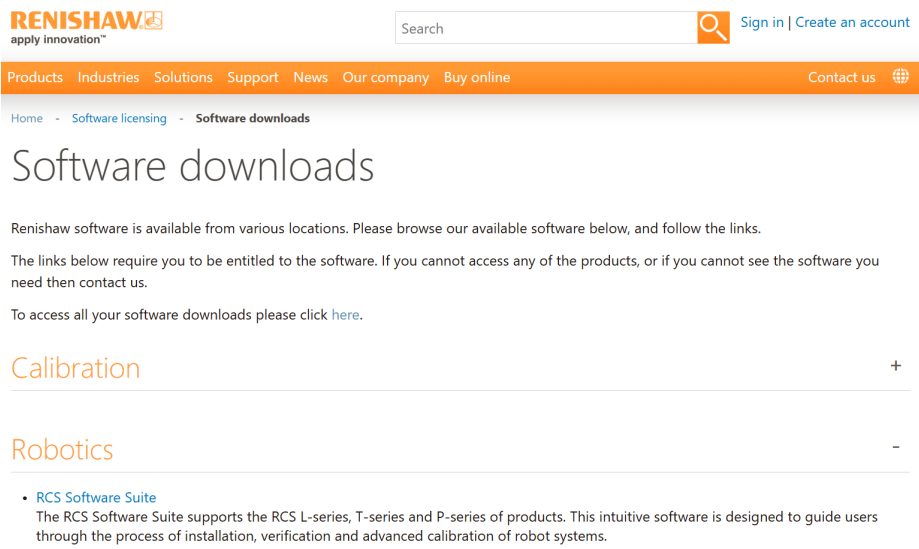 RENISHAW.
apply innovation™
Search
Sign in | Create an account
Products Industries Solutions Support News Our company Buy online Contact us
Home - Software licensing - Software downloads
Software downloads
Renishaw software is available from various locations. Please browse our available software below, and follow the links.
The links below require you to be entitled to the software. If you cannot access any of the products, or if you cannot see the software you
need then contact us.
To access all your software downloads please click here.
Calibration +
Robotics -
• RCS Software Suite
The RCS Software Suite supports the RCS L-series, T-series and P-series of products. This intuitive software is designed to guide users
through the process of installation, verification and advanced calibration of robot systems.